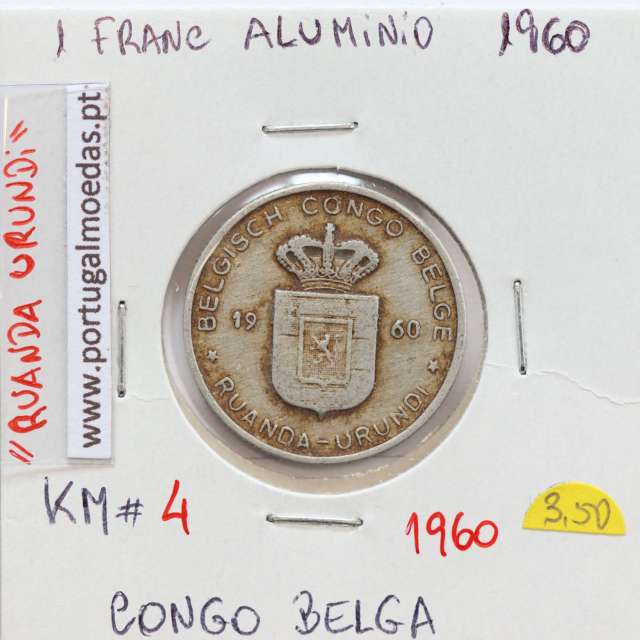 1 FRANC ALUMINIO 1960
"RUANDA URUNDI"
www.portugalmoedas.pt
BELGISCH CONGO BELGE
19 60
RUANDA-URUNDI
KM# 4
1960
3,50
CONGO BELGA